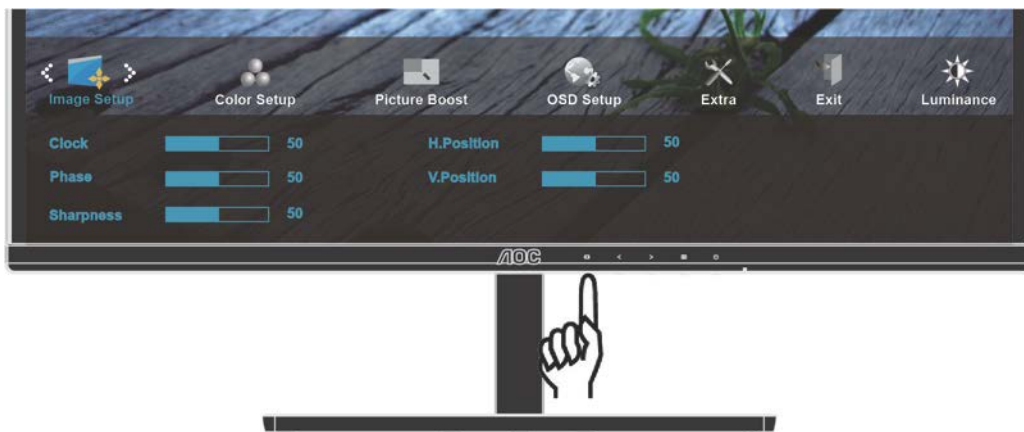 Image Setup
Color Setup
Picture Boost
OSD Setup
Extra
Exit
Luminance
Clock 50
H.Position 50
Phase 50
V.Position 50
Sharpness 50
AOC